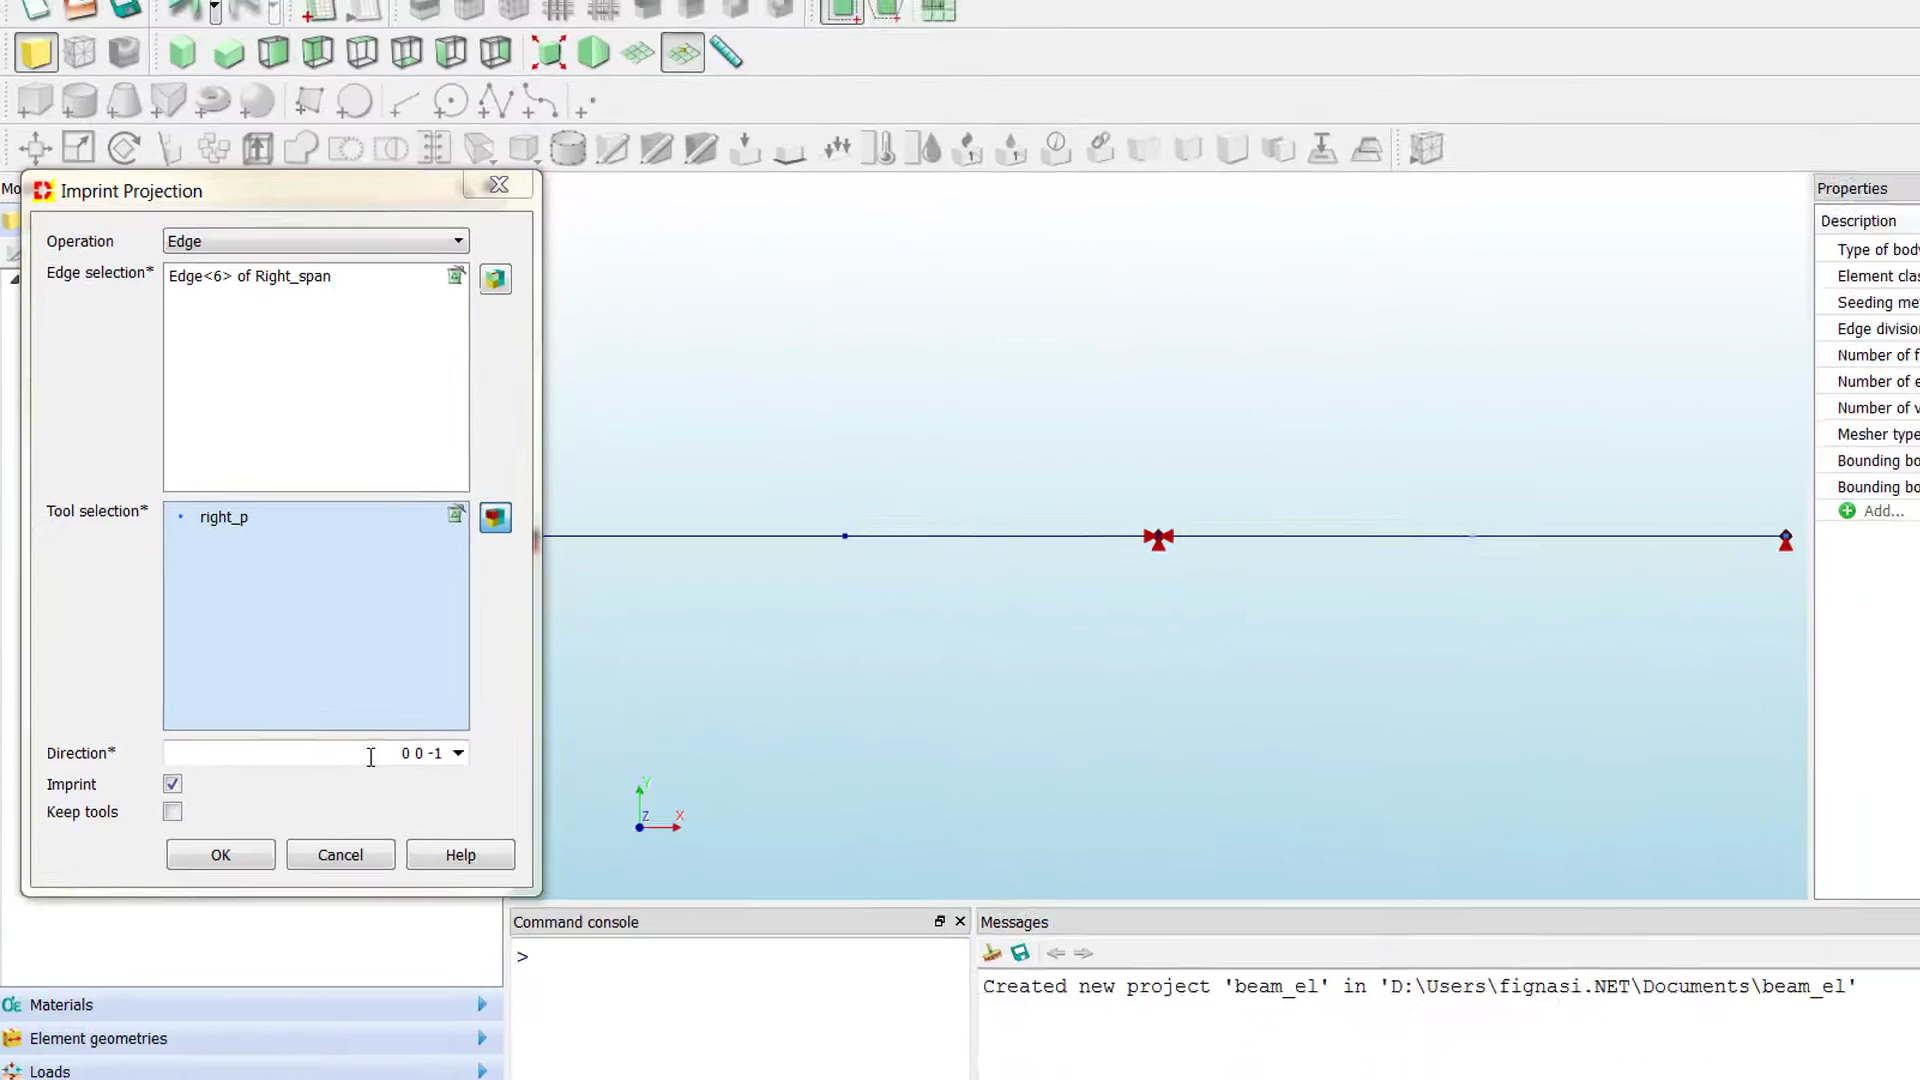 Mo
Imprint Projection
Operation
Edge
Edge selection*
Edge<6> of Right_span
Tool selection*
right_p
Direction*
0 0 -1
Imprint
Keep tools
OK
Cancel
Help
Y
Z
X
Properties
Description
Type of body
Element clas
Seeding me
Edge division
Number of f
Number of e
Number of v
Mesher type
Bounding bo
Bounding bo
Add...
Command console
>
Messages
Created new project 'beam_el' in 'D:\Users\fignasi.NET\Documents\beam_el'
Materials
Element geometries
Loads